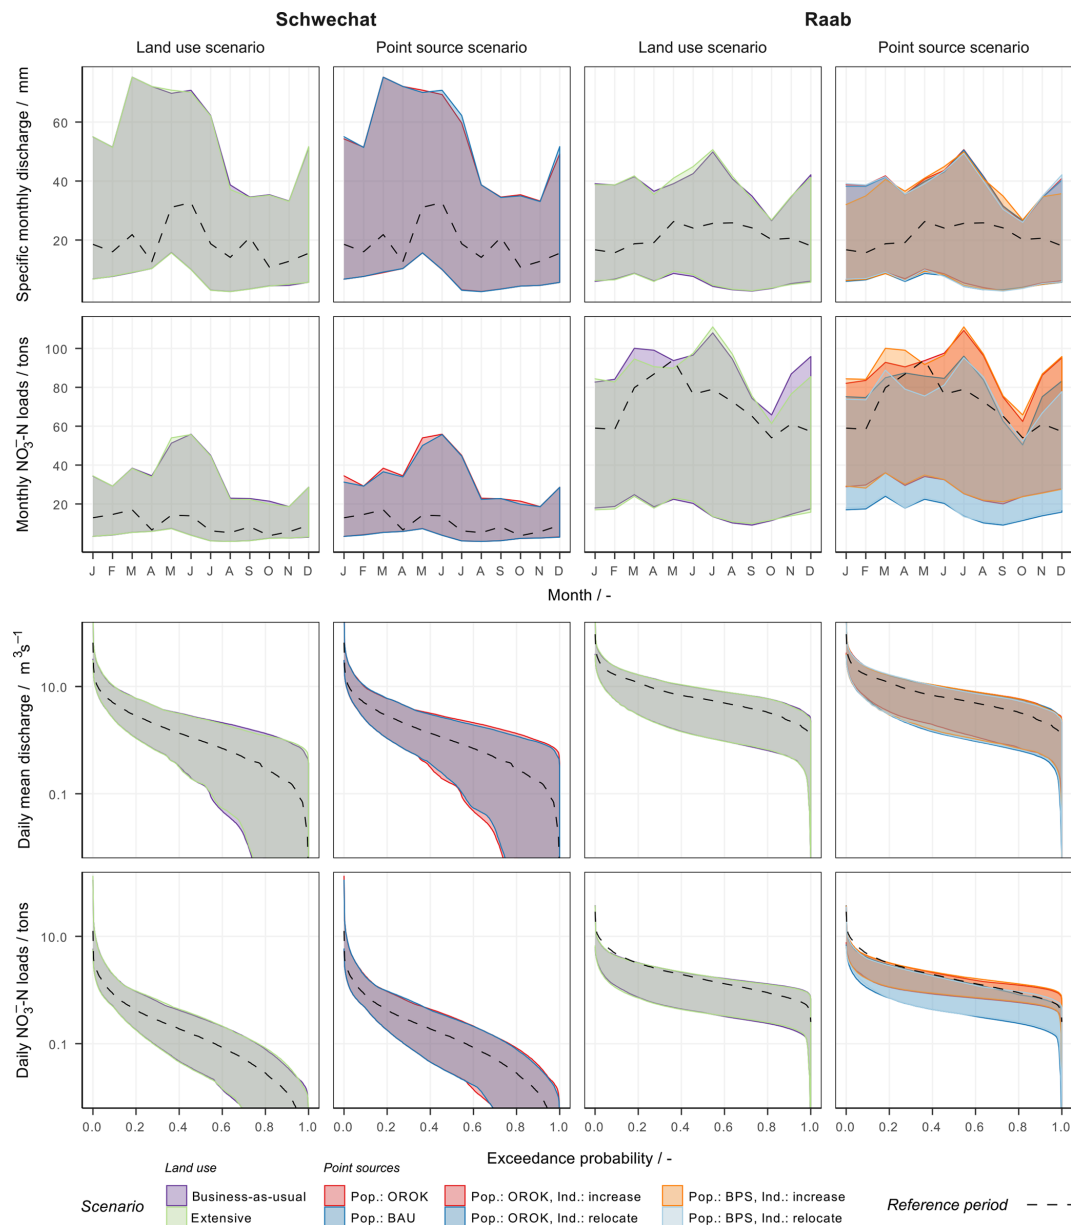 Schwechat Raab
Land use scenario Point source scenario Land use scenario Point source scenario
Specific monthly discharge / mm
60
40
20
Monthly NO₃⁻-N loads / tons
100
80
60
40
20
J F M A M J J A S O N D J F M A M J J A S O N D J F M A M J J A S O N D J F M A M J J A S O N D
Month / -
Daily mean discharge / m³s⁻¹
10.0
0.1
Daily NO₃⁻-N loads / tons
10.0
0.1
0.0 0.2 0.4 0.6 0.8 1.0 0.0 0.2 0.4 0.6 0.8 1.0 0.0 0.2 0.4 0.6 0.8 1.0 0.0 0.2 0.4 0.6 0.8 1.0
Exceedance probability / -
Land use Point sources
Scenario
Business-as-usual Pop.: OROK Pop.: OROK, Ind.: increase Pop.: BPS, Ind.: increase
Extensive Pop.: BAU Pop.: OROK, Ind.: relocate Pop.: BPS, Ind.: relocate
Reference period